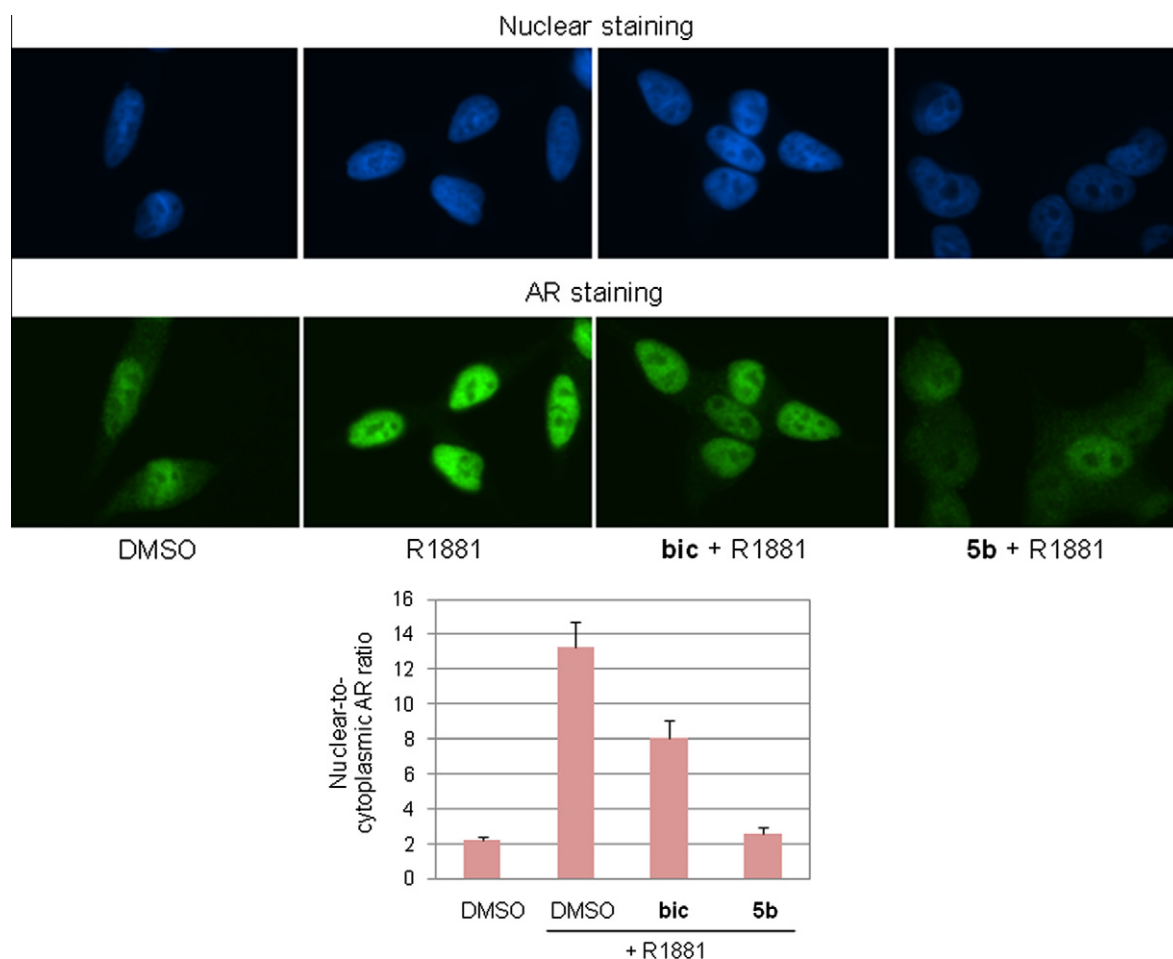 Nuclear staining
AR staining
DMSO
R1881
bic + R1881
5b + R1881
Nuclear-to-
cytoplasmic AR ratio
16
14
12
10
8
6
4
2
0
DMSO
DMSO
bic
5b
+ R1881